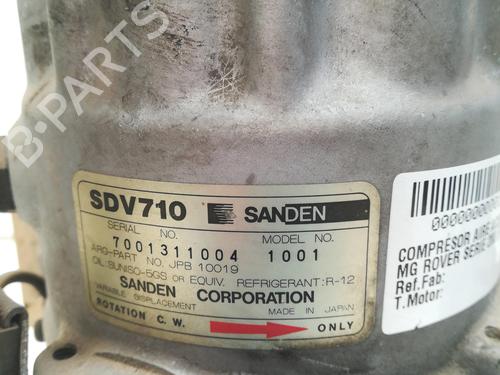 B-PARTS
SDV710 SANDEN
SERIAL NO. MODEL NO.
7001311004 1001
ARG-PART NO. JPB 10019
OIL:SUNISO-5GS OR EQUIV. REFRIGERANT:R-12
SANDEN CORPORATION
VARIABLE DISPLACEMENT MADE IN JAPAN
ROTATION C. W. ONLY
COMPRESOR AIRE
MG ROVER SERIE
Ref.Fab:
T.Motor: